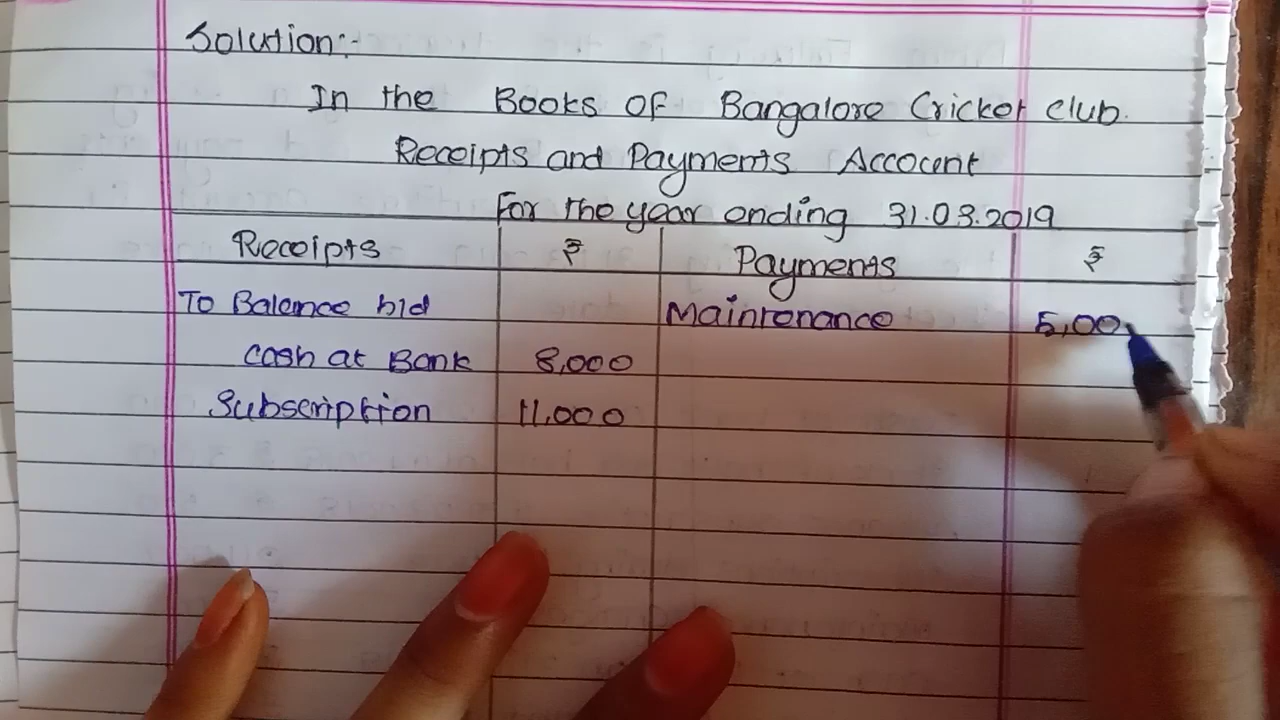 Solution:-
In the Books of Bangalore Cricket club.
Receipts and Payments Account
For the year ending 31.03.2019
Receipts ₹ Payments ₹
To Balance b/d Maintenance 5,00
Cash at Bank 8,000
Subscription 11,000